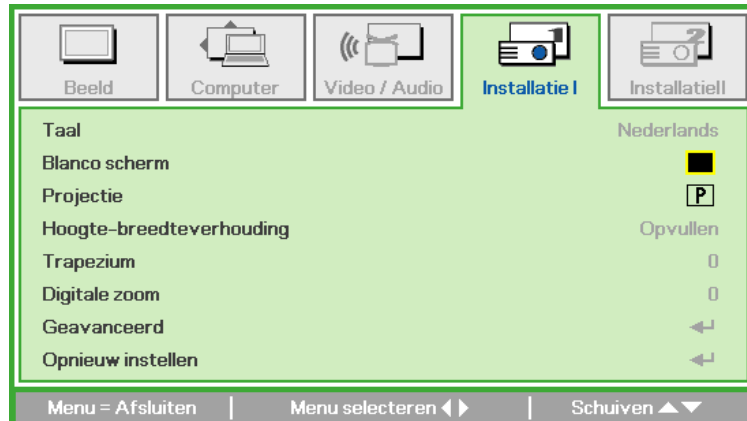 Beeld
Computer
Video / Audio
Installatie I
InstallatieII
Taal Nederlands
Blanco scherm
Projectie P
Hoogte-breedteverhouding Opvullen
Trapezium 0
Digitale zoom 0
Geavanceerd
Opnieuw instellen
Menu = Afsluiten | Menu selecteren | Schuiven